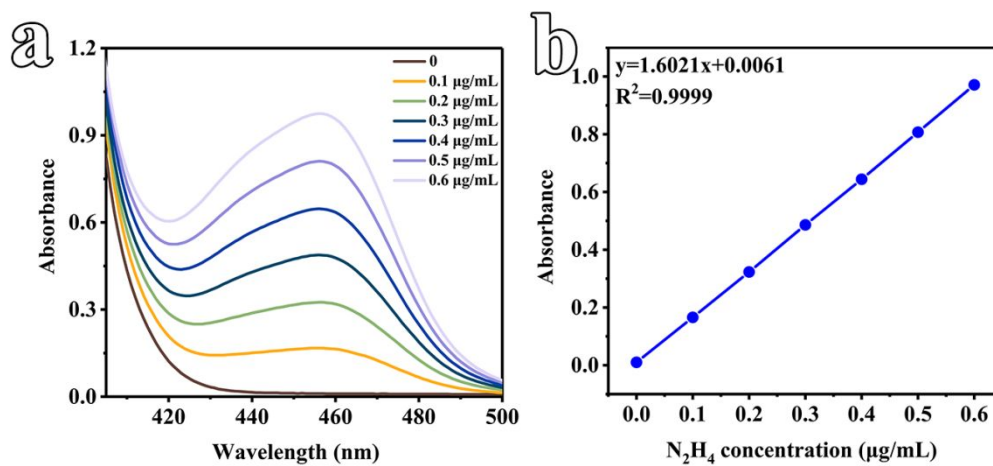 a
1.2
0.9
0.6
0.3
0.0
Absorbance
420
440
460
480
500
Wavelength (nm)
0
0.1 μg/mL
0.2 μg/mL
0.3 μg/mL
0.4 μg/mL
0.5 μg/mL
0.6 μg/mL
b
y=1.6021x+0.0061
R²=0.9999
1.0
0.8
0.6
0.4
0.2
0.0
Absorbance
0.0
0.1
0.2
0.3
0.4
0.5
0.6
N₂H₄ concentration (μg/mL)